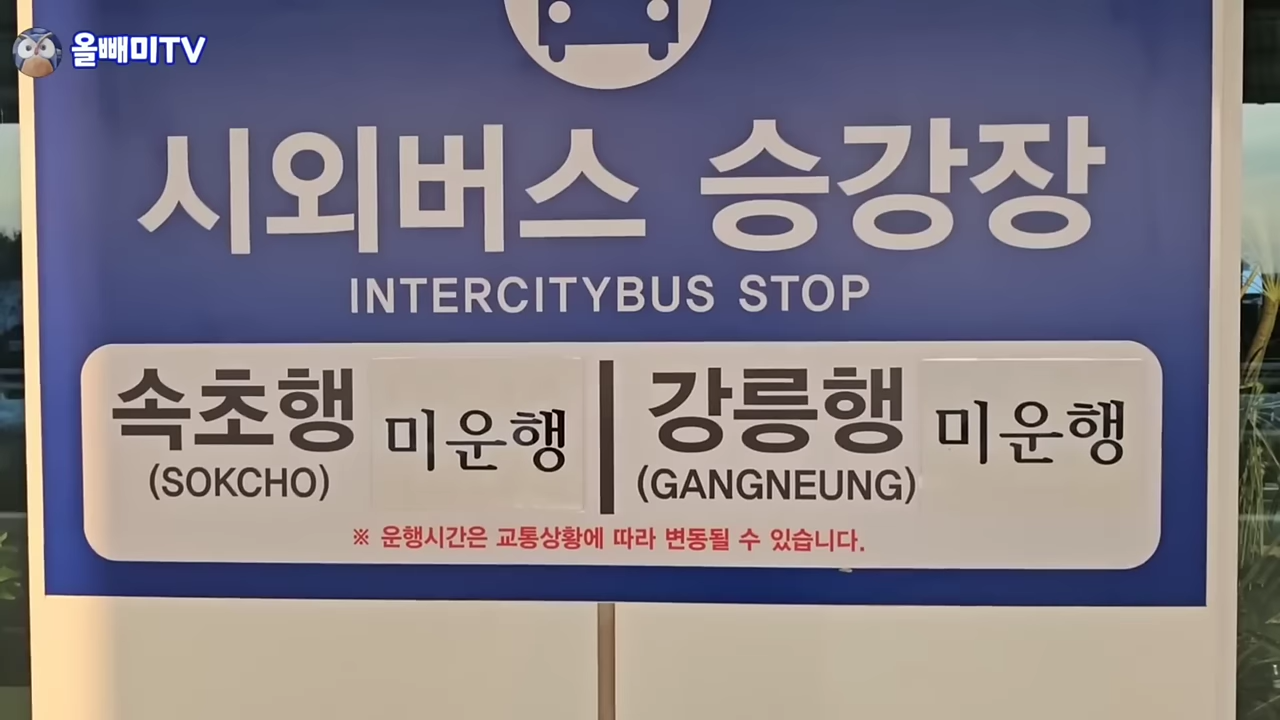 올빼미TV
시외버스 승강장
INTERCITYBUS STOP
속초행 미운행 | 강릉행 미운행
(SOKCHO) (GANGNEUNG)
※ 운행시간은 교통상황에 따라 변동될 수 있습니다.